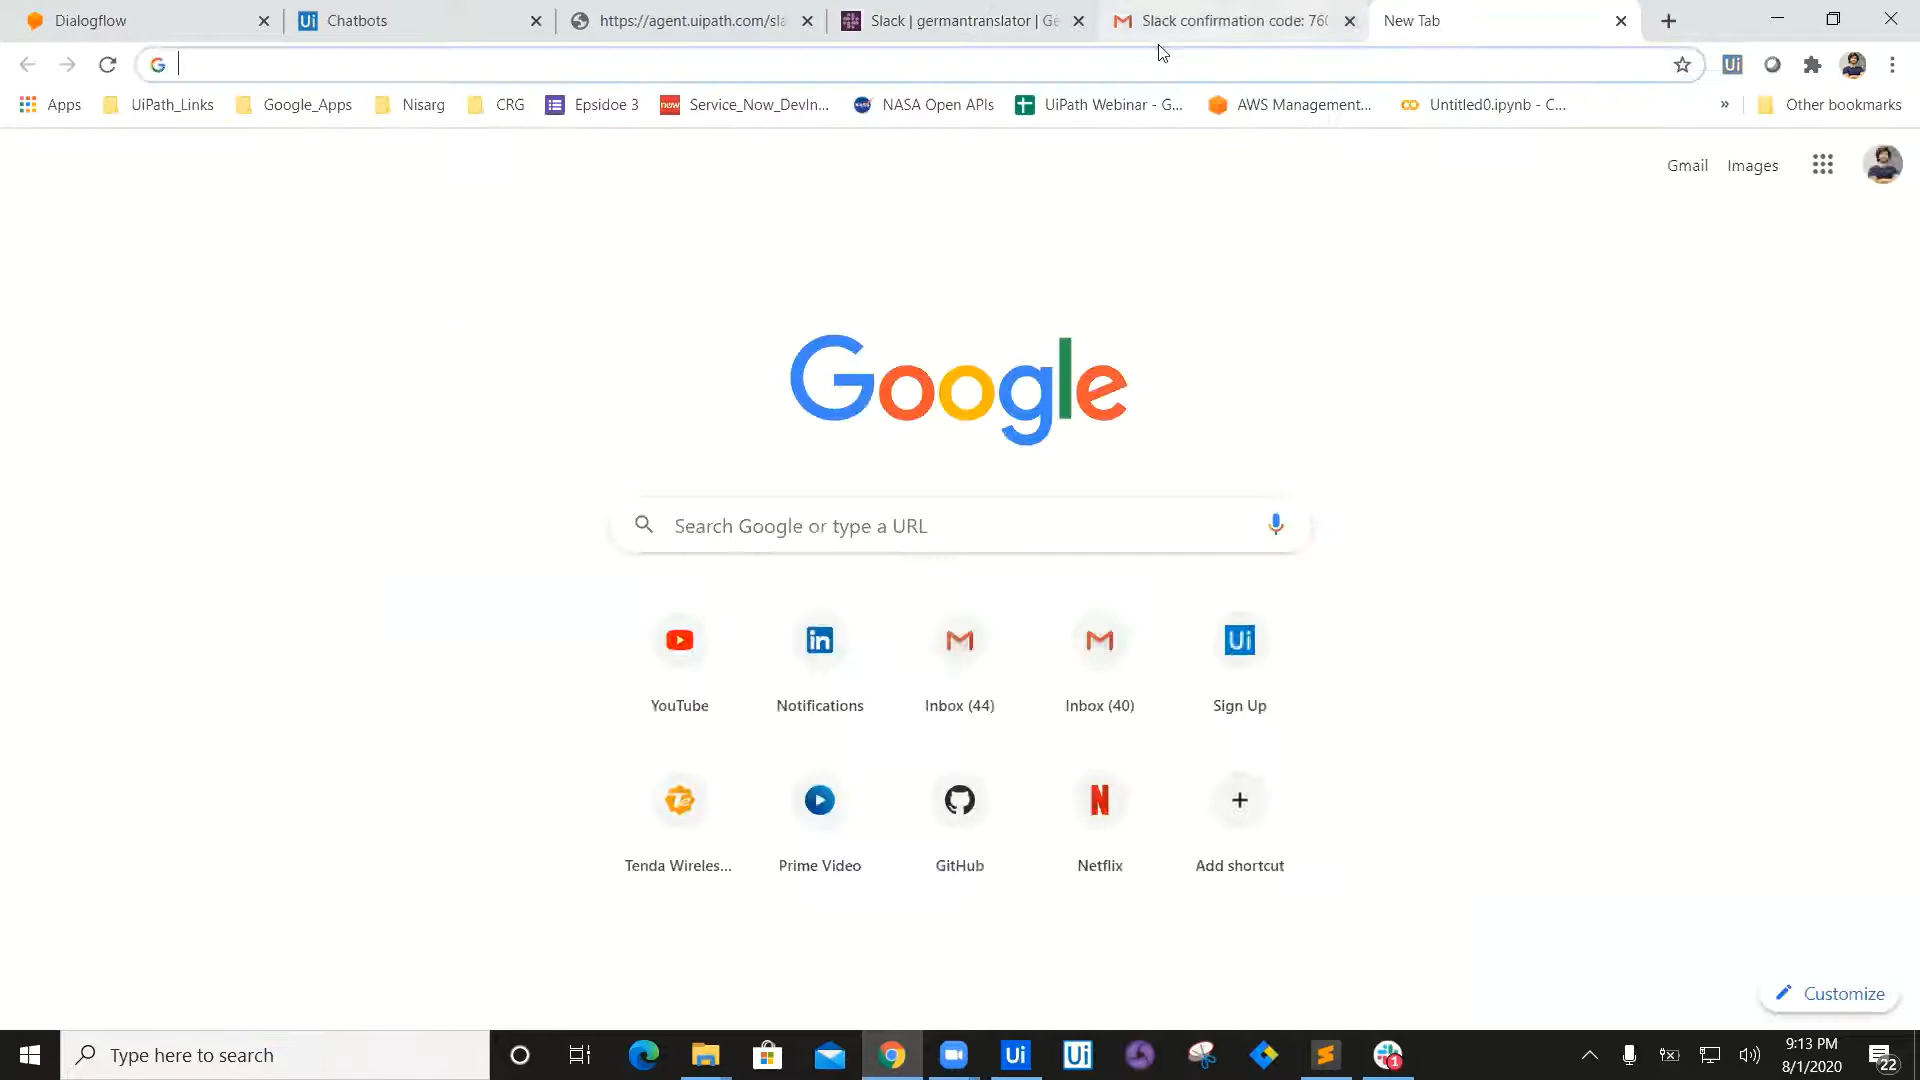 Dialogflow
Chatbots
https://agent.uipath.com/sla
Slack | germantranslator | Ge
Slack confirmation code: 760
New Tab
Apps
UiPath_Links
Google_Apps
Nisarg
CRG
Epsidoe 3
Service_Now_DevIn...
NASA Open APIs
UiPath Webinar - G...
AWS Management...
Untitled0.ipynb - C...
»
Other bookmarks
Gmail
Images
Google
Search Google or type a URL
YouTube
Notifications
Inbox (44)
Inbox (40)
Sign Up
Tenda Wireles...
Prime Video
GitHub
Netflix
Add shortcut
Customize
Type here to search
9:13 PM
8/1/2020
22